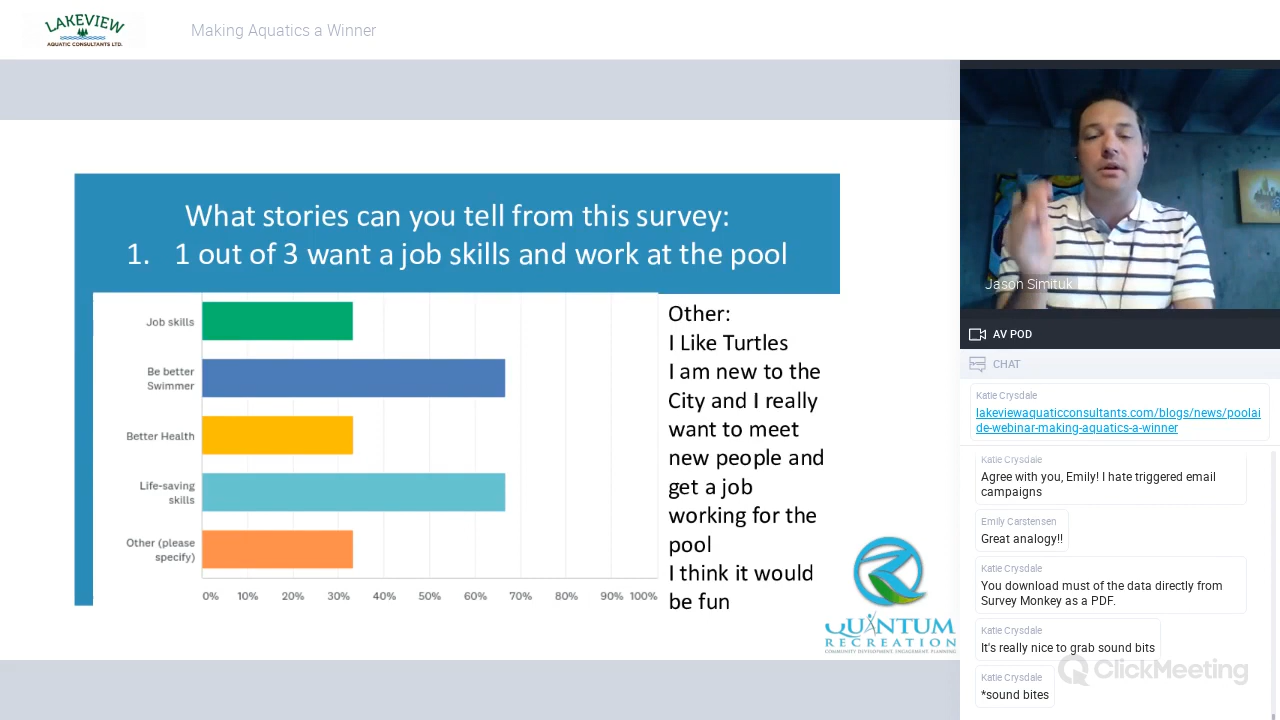 LAKEVIEW
AQUATIC CONSULTANTS LTD.
Making Aquatics a Winner
What stories can you tell from this survey:
1. 1 out of 3 want a job skills and work at the pool
Job skills
Be better
Swimmer
Better Health
Life-saving
skills
Other (please
specify)
0% 10% 20% 30% 40% 50% 60% 70% 80% 90% 100%
Other:
I Like Turtles
I am new to the
City and I really
want to meet
new people and
get a job
working for the
pool
I think it would
be fun
QUANTUM
RECREATION
COMMUNITY DEVELOPMENT, ENGAGEMENT, PLANNING
Jason Simituk
AV POD
CHAT
Katie Crysdale
lakeviewaquaticconsultants.com/blogs/news/poolai
de-webinar-making-aquatics-a-winner
Katie Crysdale
Agree with you, Emily! I hate triggered email
campaigns
Emily Carstensen
Great analogy!!
Katie Crysdale
You download must of the data directly from
Survey Monkey as a PDF.
Katie Crysdale
It's really nice to grab sound bits
Katie Crysdale
*sound bites
ClickMeeting